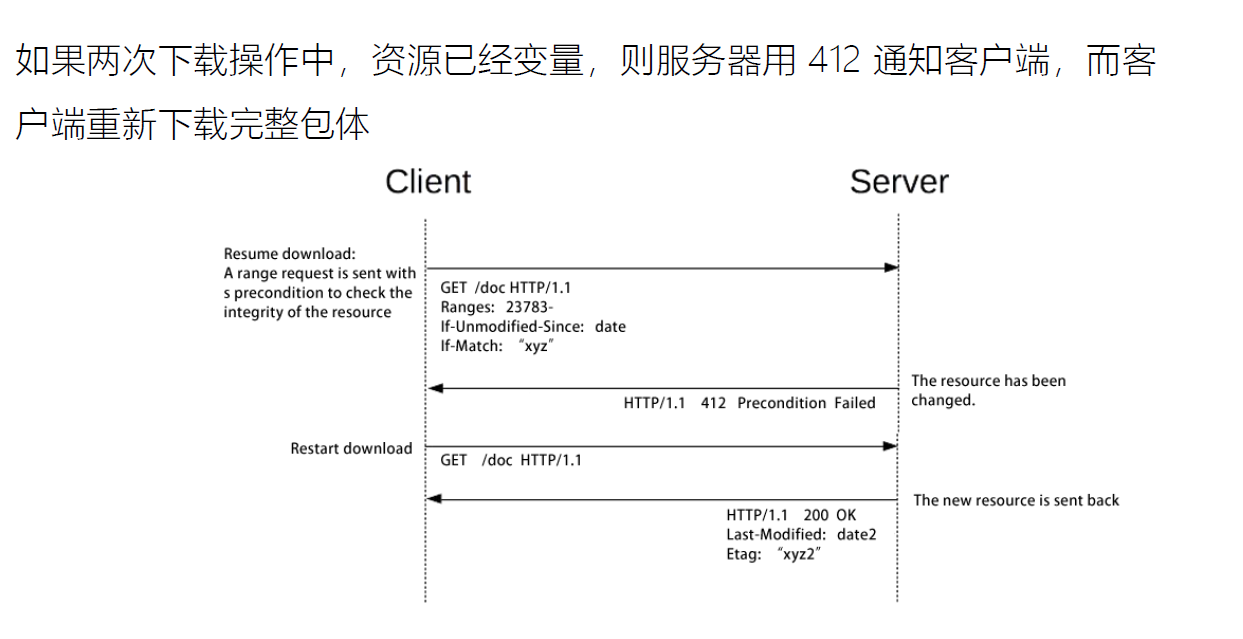 如果两次下载操作中，资源已经变量，则服务器用 412 通知客户端，而客
户端重新下载完整包体
Client
Server
Resume download:
A range request is sent with
s precondition to check the
integrity of the resource
GET /doc HTTP/1.1
Ranges: 23783-
If-Unmodified-Since: date
If-Match: “xyz”
The resource has been
changed.
HTTP/1.1 412 Precondition Failed
Restart download
GET /doc HTTP/1.1
The new resource is sent back
HTTP/1.1 200 OK
Last-Modified: date2
Etag: “xyz2”